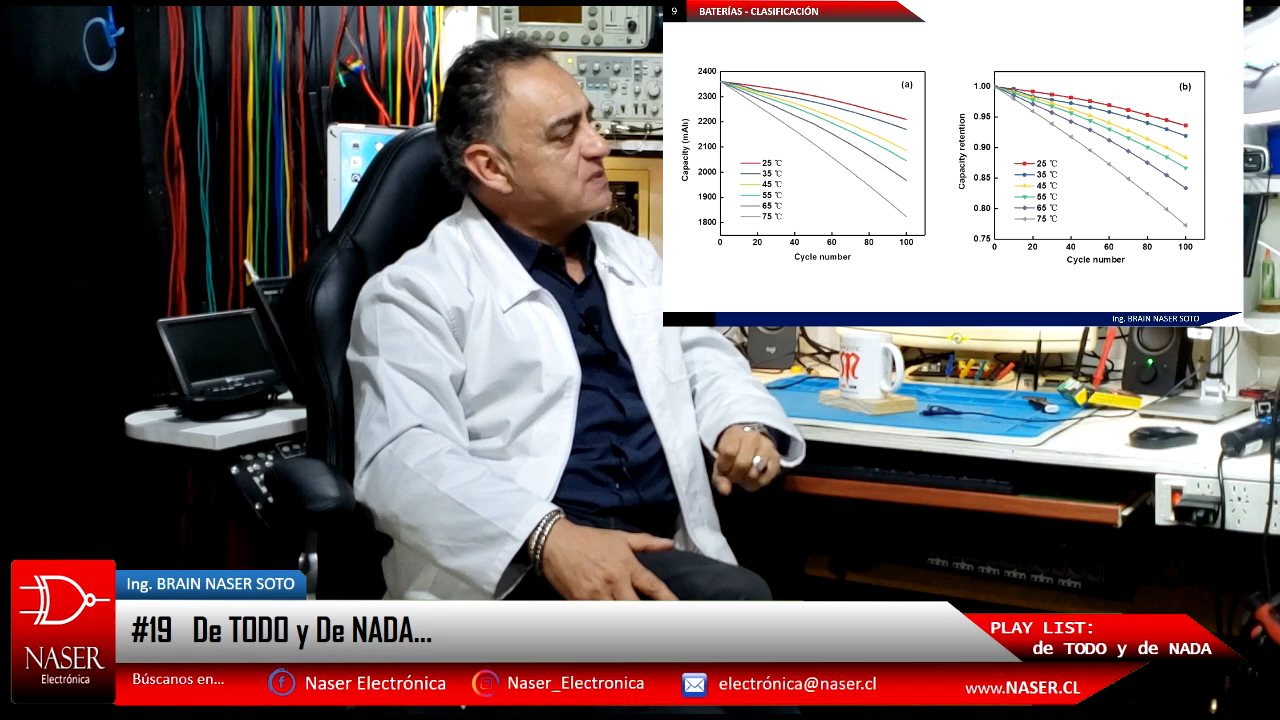 9 BATERÍAS - CLASIFICACIÓN
(a)
2400
2300
2200
2100
2000
1900
1800
Capacity (mAh)
25 ℃
35 ℃
45 ℃
55 ℃
65 ℃
75 ℃
0 20 40 60 80 100
Cycle number
(b)
1.00
0.95
0.90
0.85
0.80
0.75
Capacity retention
25 ℃
35 ℃
45 ℃
55 ℃
65 ℃
75 ℃
0 20 40 60 80 100
Cycle number
Ing. BRAIN NASER SOTO
Ing. BRAIN NASER SOTO
#19 De TODO y De NADA...
PLAY LIST:
de TODO y de NADA
NASER
Electrónica
Búscanos en...
Naser Electrónica
Naser_Electronica
electrónica@naser.cl
www.NASER.CL